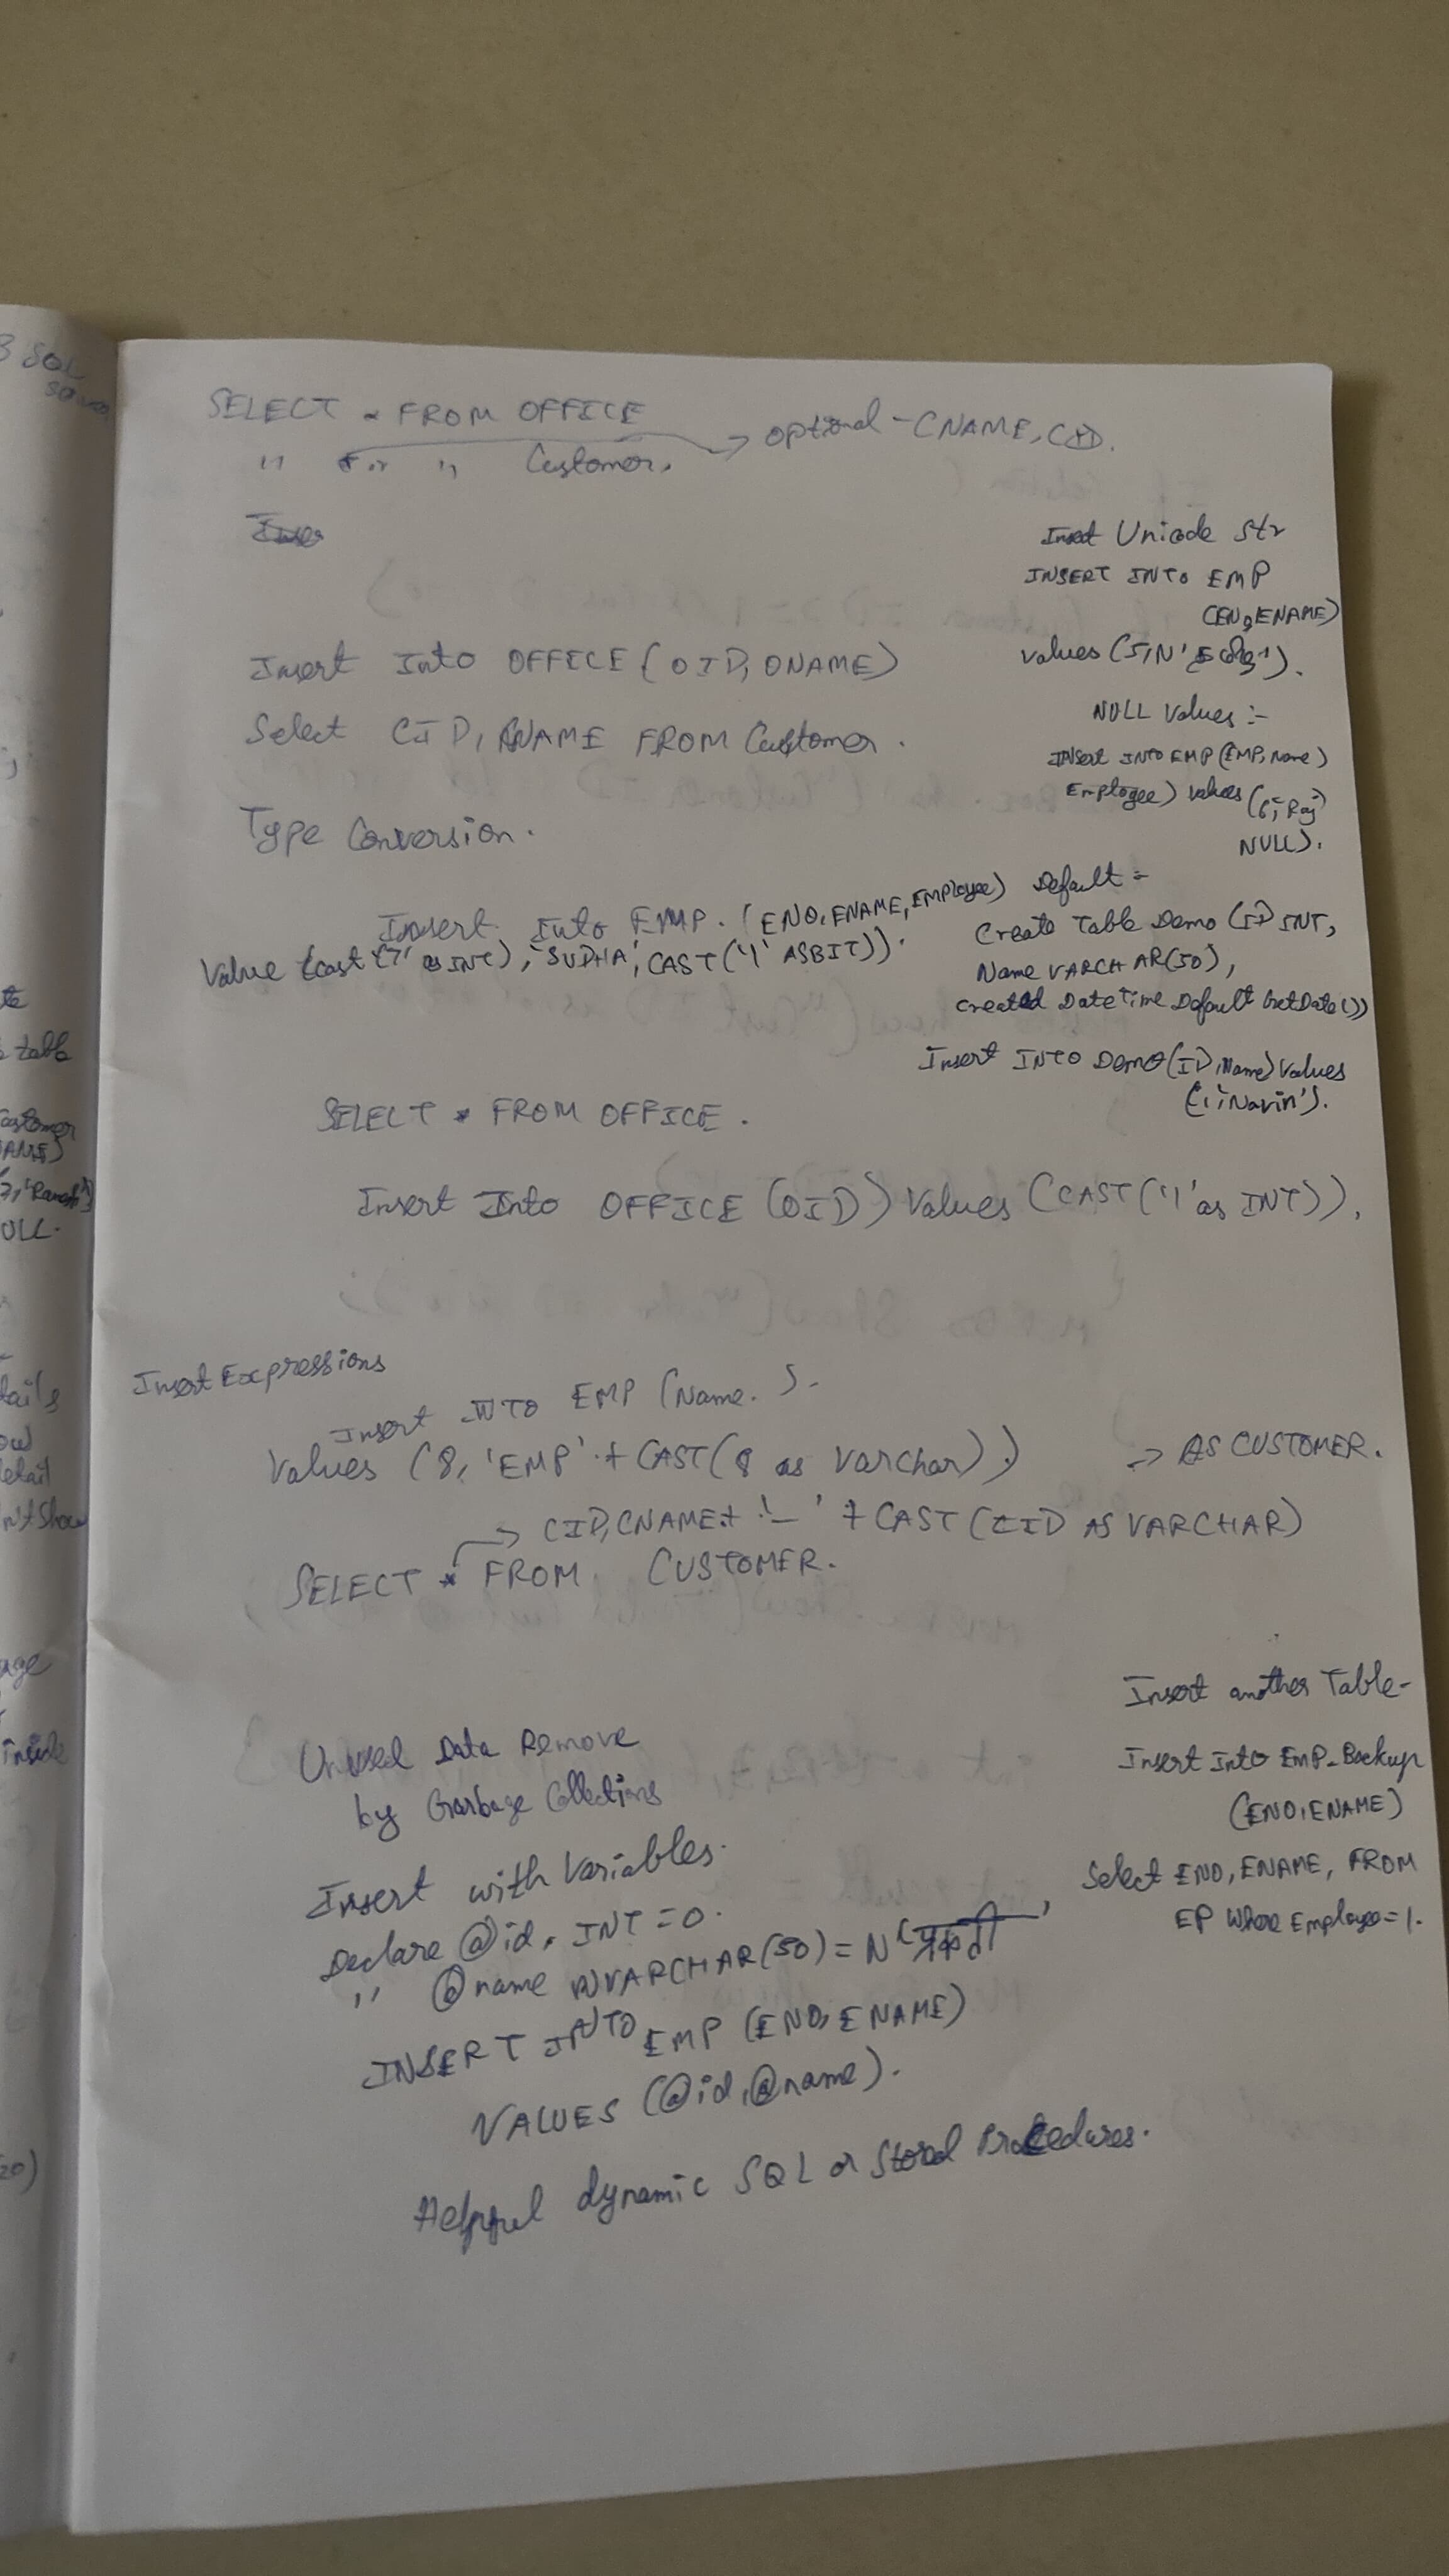 SELECT * FROM OFFICE
" * " " Customer. → optional - CNAME, CID.
Insert Into OFFECE (OID, ONAME)
Select CID, CNAME FROM Customer.
Type Conversion.
Insert Into EMP. (ENO, ENAME, Employee)
Value (cast ('7' as INT), 'SUDHA', CAST('1' AS BIT)).
SELECT * FROM OFFICE.
Insert Into OFFICE (OID) Values (CAST('1' as INT)).
Insert Unicode Str
INSERT INTO EMP
(ENO, ENAME)
values (5, N'
NULL Values :-
Insert INTO EMP (EMP, Name)
Employee) values (6, 'Raj'
NULL).
Default =
Create Table Demo (ID INT,
Name VARCHAR(50),
created DateTime Default GetDate())
Insert INTO Demo (ID, Name) Values
(1, 'Navin').
Insert Expressions
Insert INTO EMP (Name. ).
Values (8, 'EMP' + CAST(8 as varchar))
→ AS CUSTOMER.
→ CID, CNAME + '_' + CAST (CID AS VARCHAR)
SELECT * FROM CUSTOMER.
Unused Data Remove
by Garbage Collections
Insert with Variables.
Declare @id, INT = 0.
" @name NVARCHAR(50) = N'
INSERT INTO EMP (ENO, ENAME)
VALUES (@id, @name).
Helpful dynamic SQL or Stored Procedures.
Insert another Table-
Insert Into EMP_Backup
(ENO, ENAME)
Select ENO, ENAME, FROM
EP Where Employee = 1.